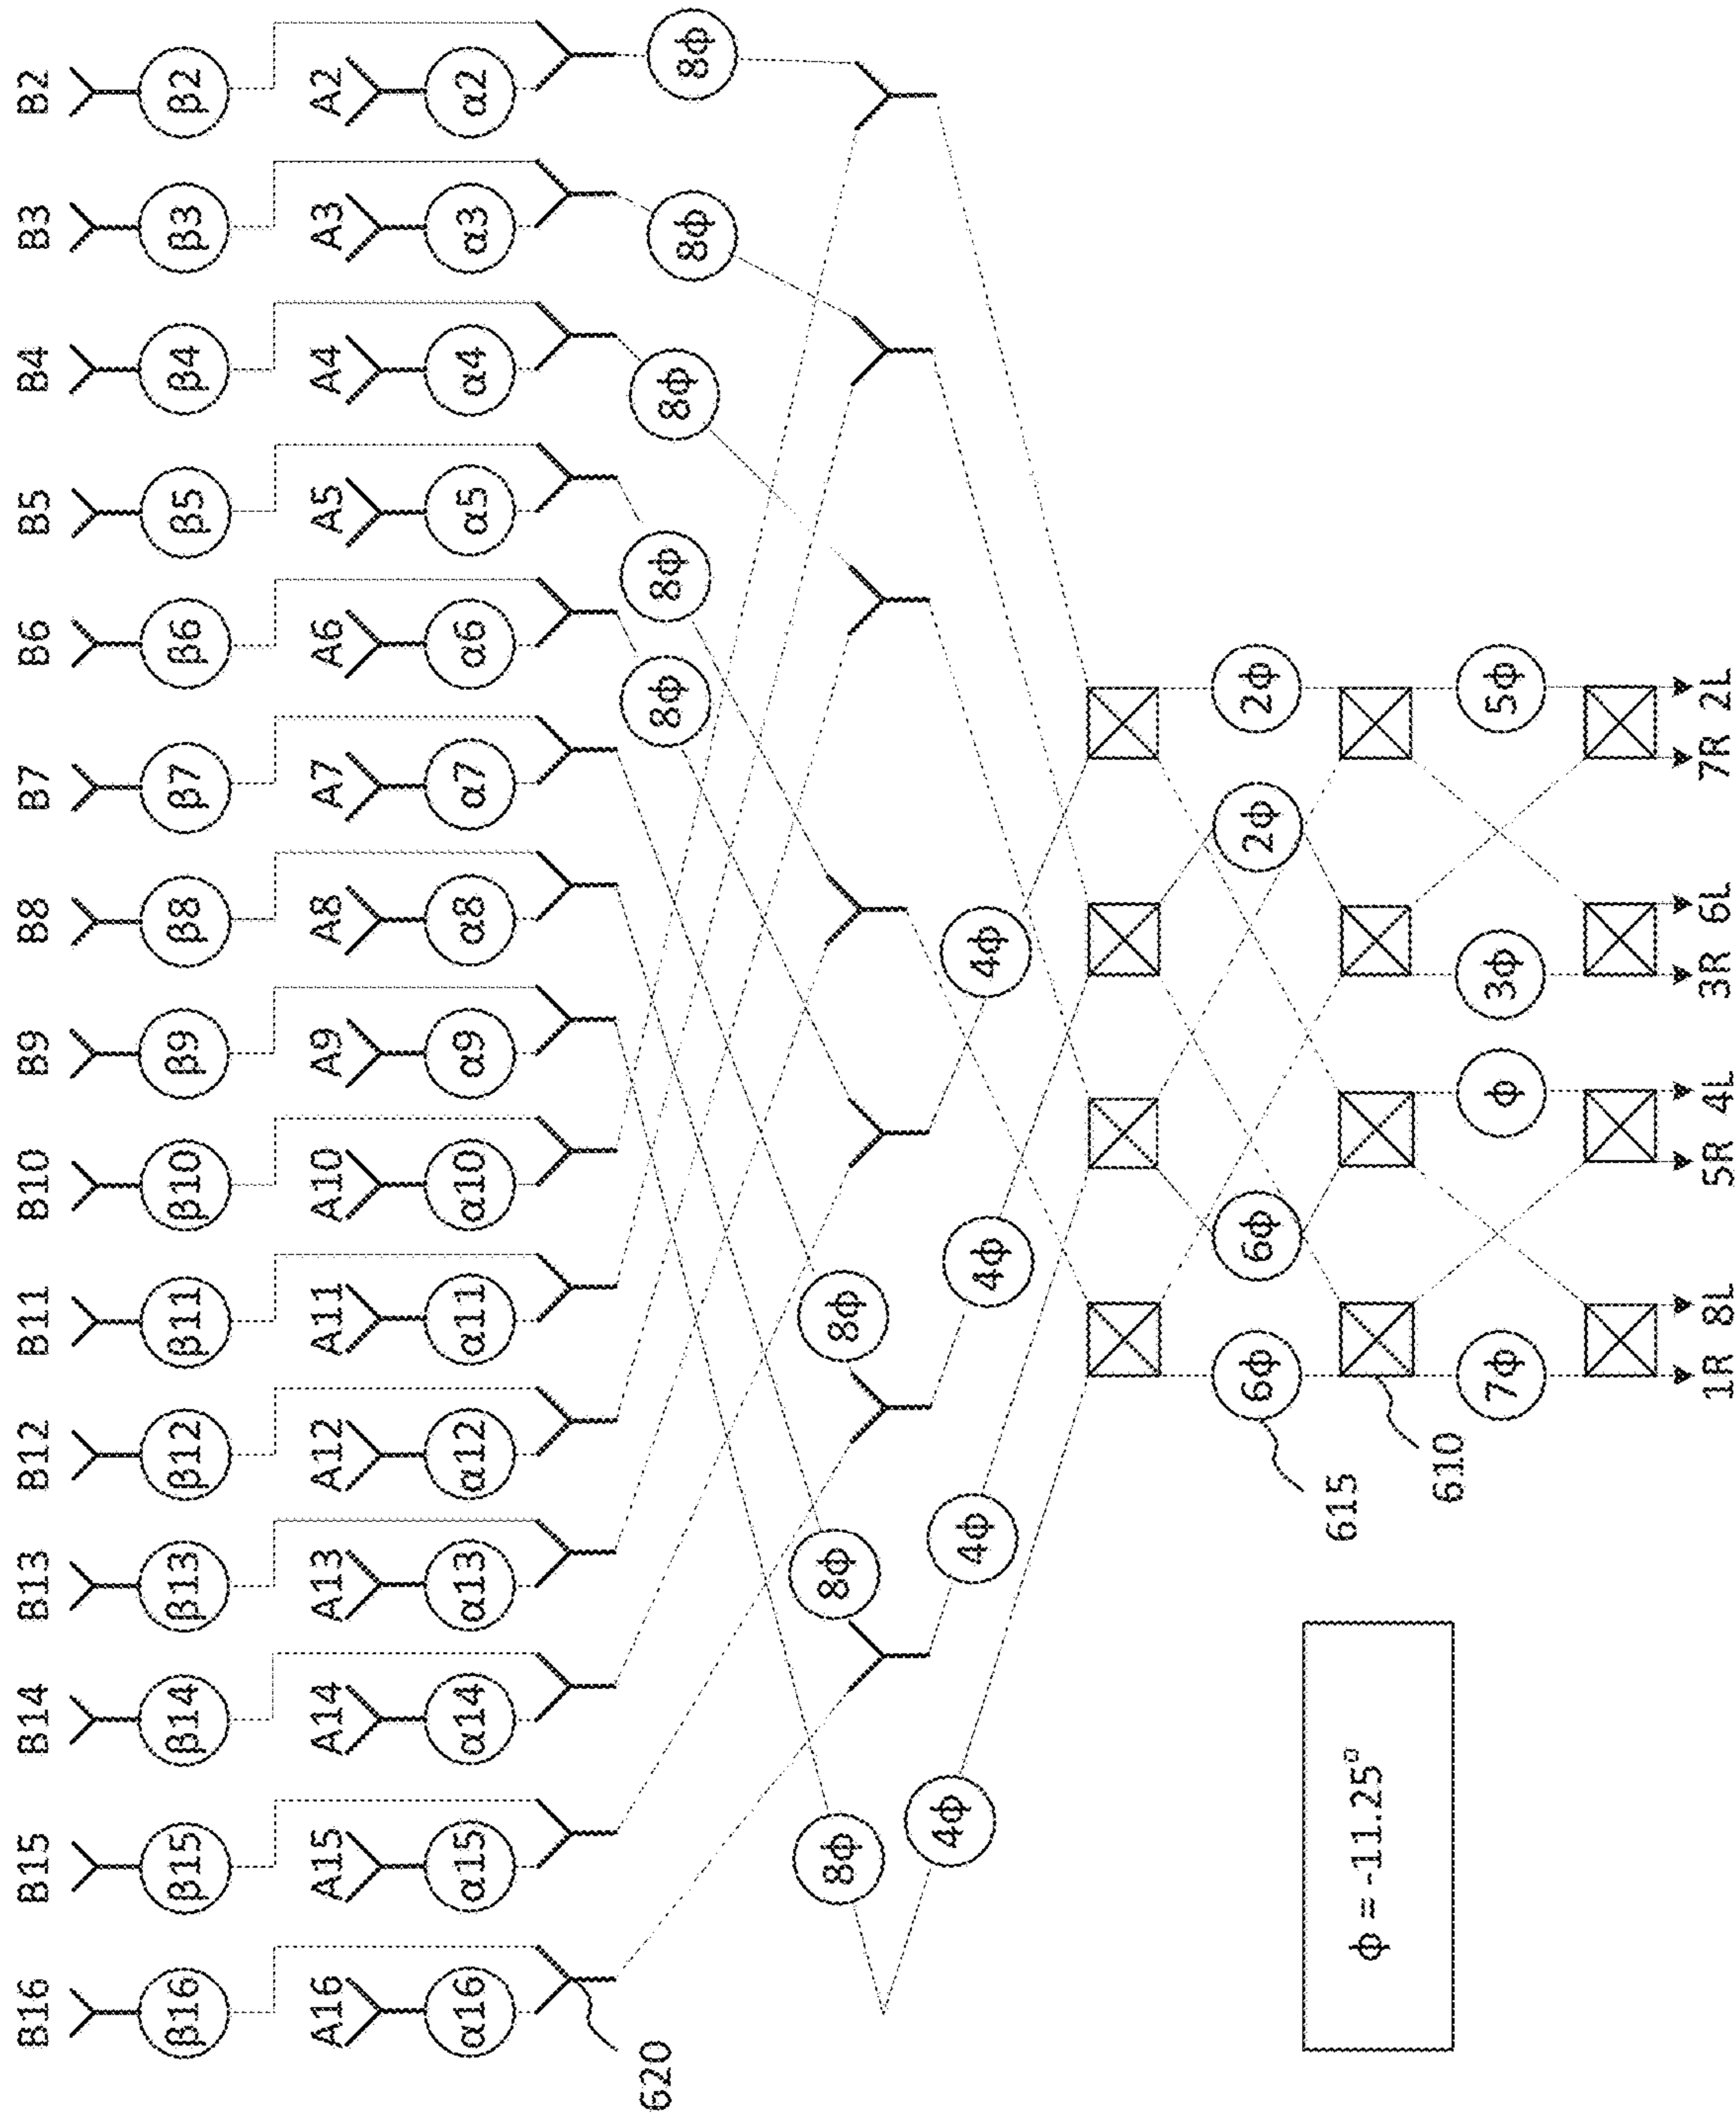 B16 B15 B14 B13 B12 B11 B10 B9 B8 B7 B6 B5 B4 B3 B2
β16 β15 β14 β13 β12 β11 β10 β9 β8 β7 β6 β5 β4 β3 β2
A16 A15 A14 A13 A12 A11 A10 A9 A8 A7 A6 A5 A4 A3 A2
α16 α15 α14 α13 α12 α11 α10 α9 α8 α7 α6 α5 α4 α3 α2
620 8ϕ 8ϕ 8ϕ 8ϕ 8ϕ
8ϕ 8ϕ 8ϕ
4ϕ 4ϕ 4ϕ 4ϕ
6ϕ 6ϕ 2ϕ 2ϕ
615
ϕ = -11.25°
610
7ϕ ϕ 3ϕ 5ϕ
1R 8L 5R 4L 3R 6L 7R 2L